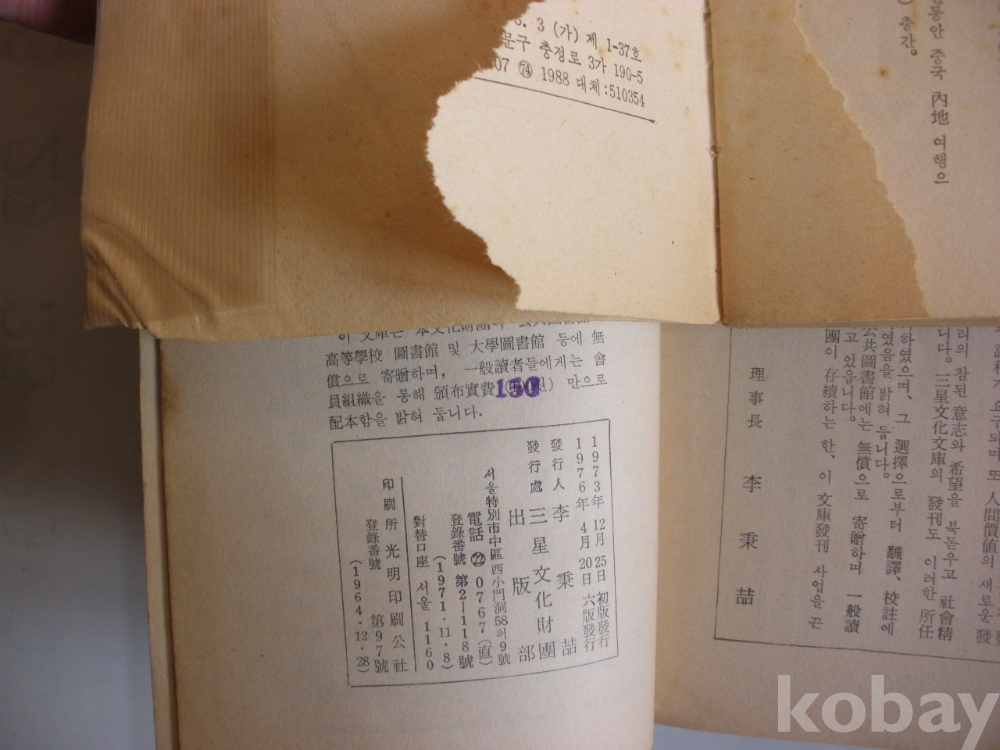 3 (가) 제 1-37호
문구 충정로 3가 190-5
07 ㉔ 1988 대체:510354
동안 중국 內地 여행으
출간.
高等學校 圖書館 및 大學圖書館 등에 無
償으로 寄贈하며, 一般讀者들에게는 會
員組織을 통해 頒布實費 150 만으로
配本함을 밝혀 둡니다.
1973年 12月 25日 初版發行
1976年 4月 20日 六版發行
發行人 李秉喆
發行處 三星文化財團
出版部
서울特別市中區西小門洞58의9號
電話 ㉒ 0767 (直)
登錄番號 第2—118號
(1971·11·8)
對替口座 서울 1160
印刷所 光明印刷公社
登錄番號 第97號
(1964·12·28)
人間價値의 새로운 發
리의 참된 意志와 希望을 북돋우고 社會精
니다. 三星文化文庫의 發刊도 이러한 所任
하였으며, 그 選擇으로부터 飜譯, 校註에
였음을 밝혀 둡니다.
公共圖書館에는 無償으로 寄贈하며 一般讀
고 있읍니다.
團이 存續하는 한, 이 文庫發刊 사업을 끈
理事長 李秉喆
kobay